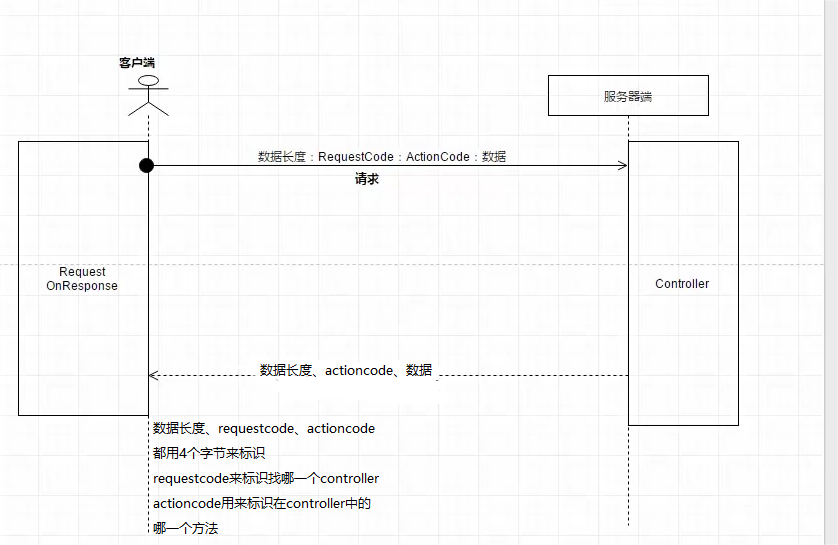 客户端
服务器端
数据长度：RequestCode：ActionCode：数据
请求
Request
OnResponse
Controller
数据长度、actioncode、数据
数据长度、requestcode、actioncode
都用4个字节来标识
requestcode来标识找哪一个controller
actioncode用来标识在controller中的
哪一个方法